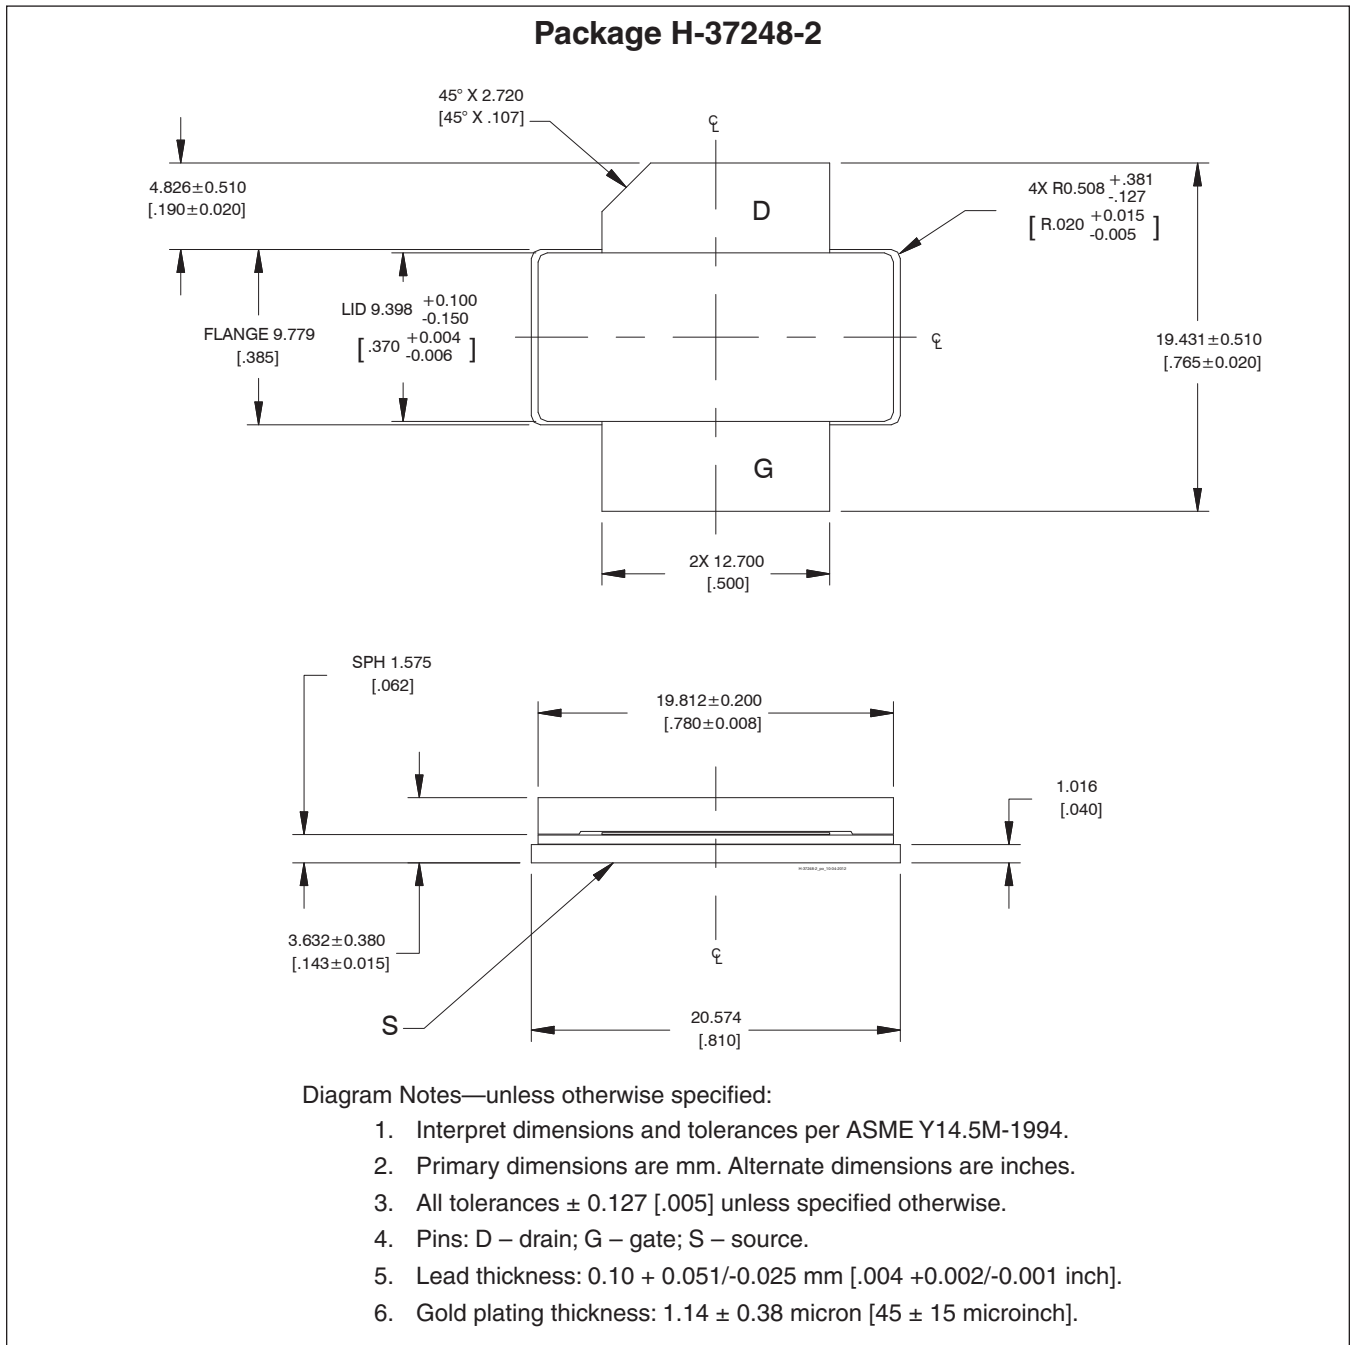 Package H-37248-2
45° X 2.720
[45° X .107]
℄
4.826±0.510
[.190±0.020]
D
4X R0.508 +.381 -.127
[ R.020 +0.015 -0.005 ]
LID 9.398 +0.100 -0.150
[ .370 +0.004 -0.006 ]
FLANGE 9.779
[.385]
℄
19.431±0.510
[.765±0.020]
G
2X 12.700
[.500]
SPH 1.575
[.062]
19.812±0.200
[.780±0.008]
1.016
[.040]
3.632±0.380
[.143±0.015]
℄
S
20.574
[.810]
Diagram Notes—unless otherwise specified:
1. Interpret dimensions and tolerances per ASME Y14.5M-1994.
2. Primary dimensions are mm. Alternate dimensions are inches.
3. All tolerances ± 0.127 [.005] unless specified otherwise.
4. Pins: D – drain; G – gate; S – source.
5. Lead thickness: 0.10 + 0.051/-0.025 mm [.004 +0.002/-0.001 inch].
6. Gold plating thickness: 1.14 ± 0.38 micron [45 ± 15 microinch].